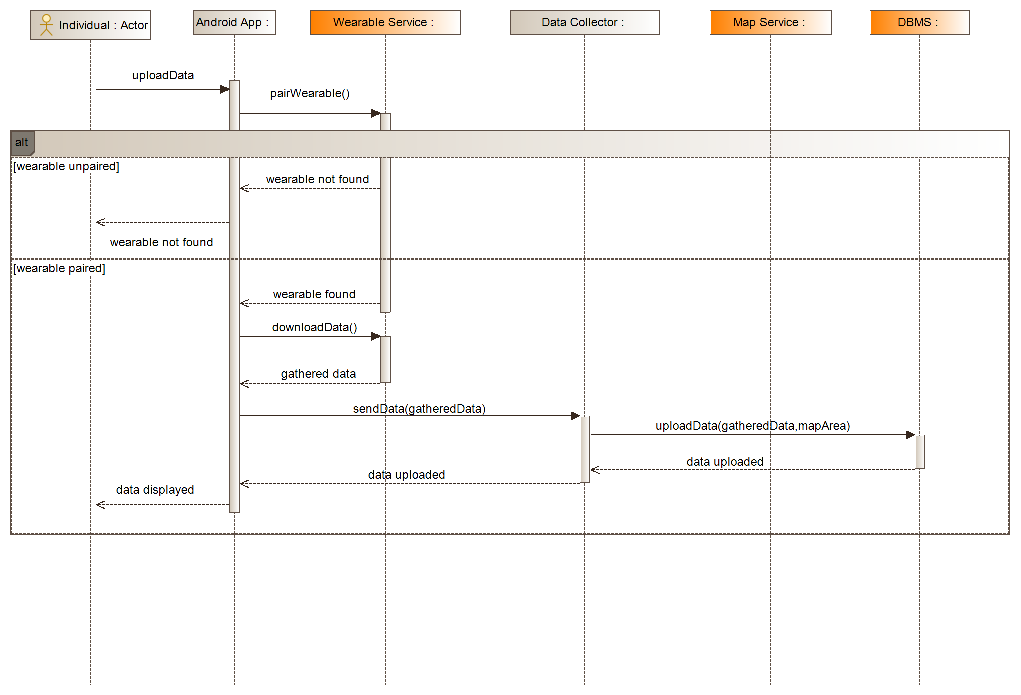 Individual : Actor
Android App :
Wearable Service :
Data Collector :
Map Service :
DBMS :
uploadData
pairWearable()
alt
[wearable unpaired]
wearable not found
wearable not found
[wearable paired]
wearable found
downloadData()
gathered data
sendData(gatheredData)
uploadData(gatheredData,mapArea)
data uploaded
data uploaded
data displayed